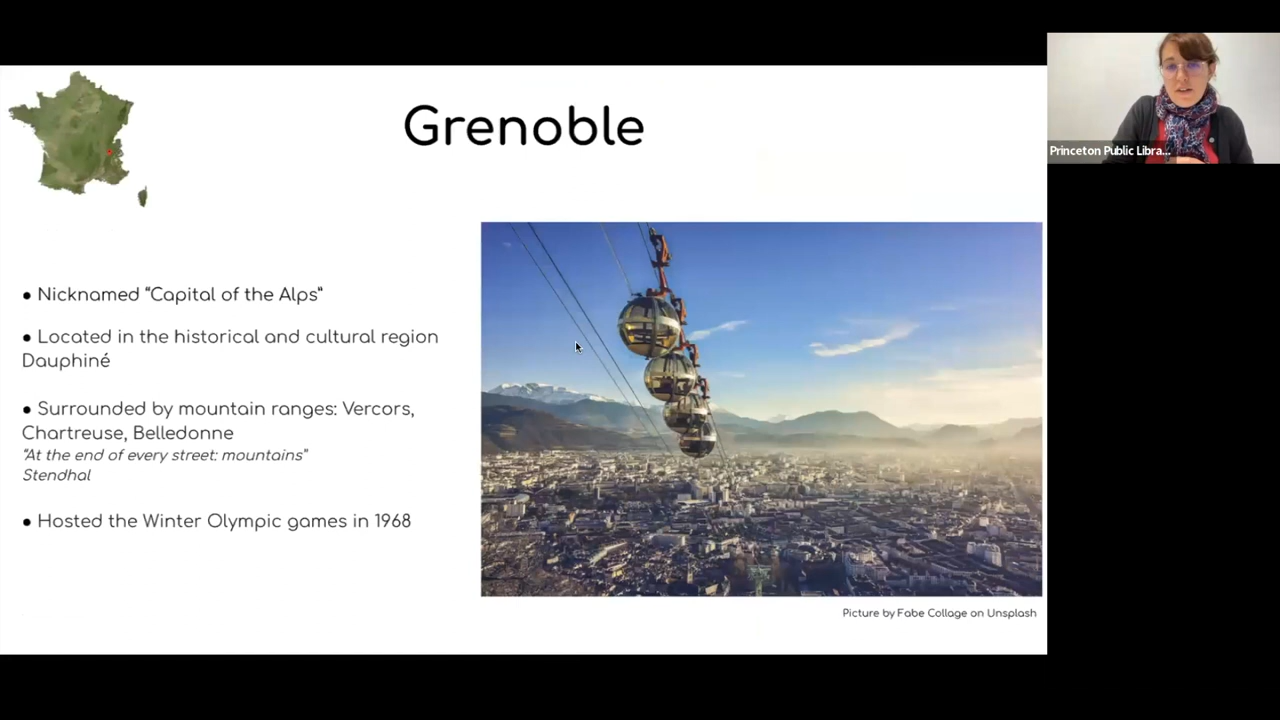 Grenoble
● Nicknamed “Capital of the Alps”
● Located in the historical and cultural region
Dauphiné
● Surrounded by mountain ranges: Vercors,
Chartreuse, Belledonne
“At the end of every street: mountains”
Stendhal
● Hosted the Winter Olympic games in 1968
Picture by Fabe Collage on Unsplash
Princeton Public Libra...